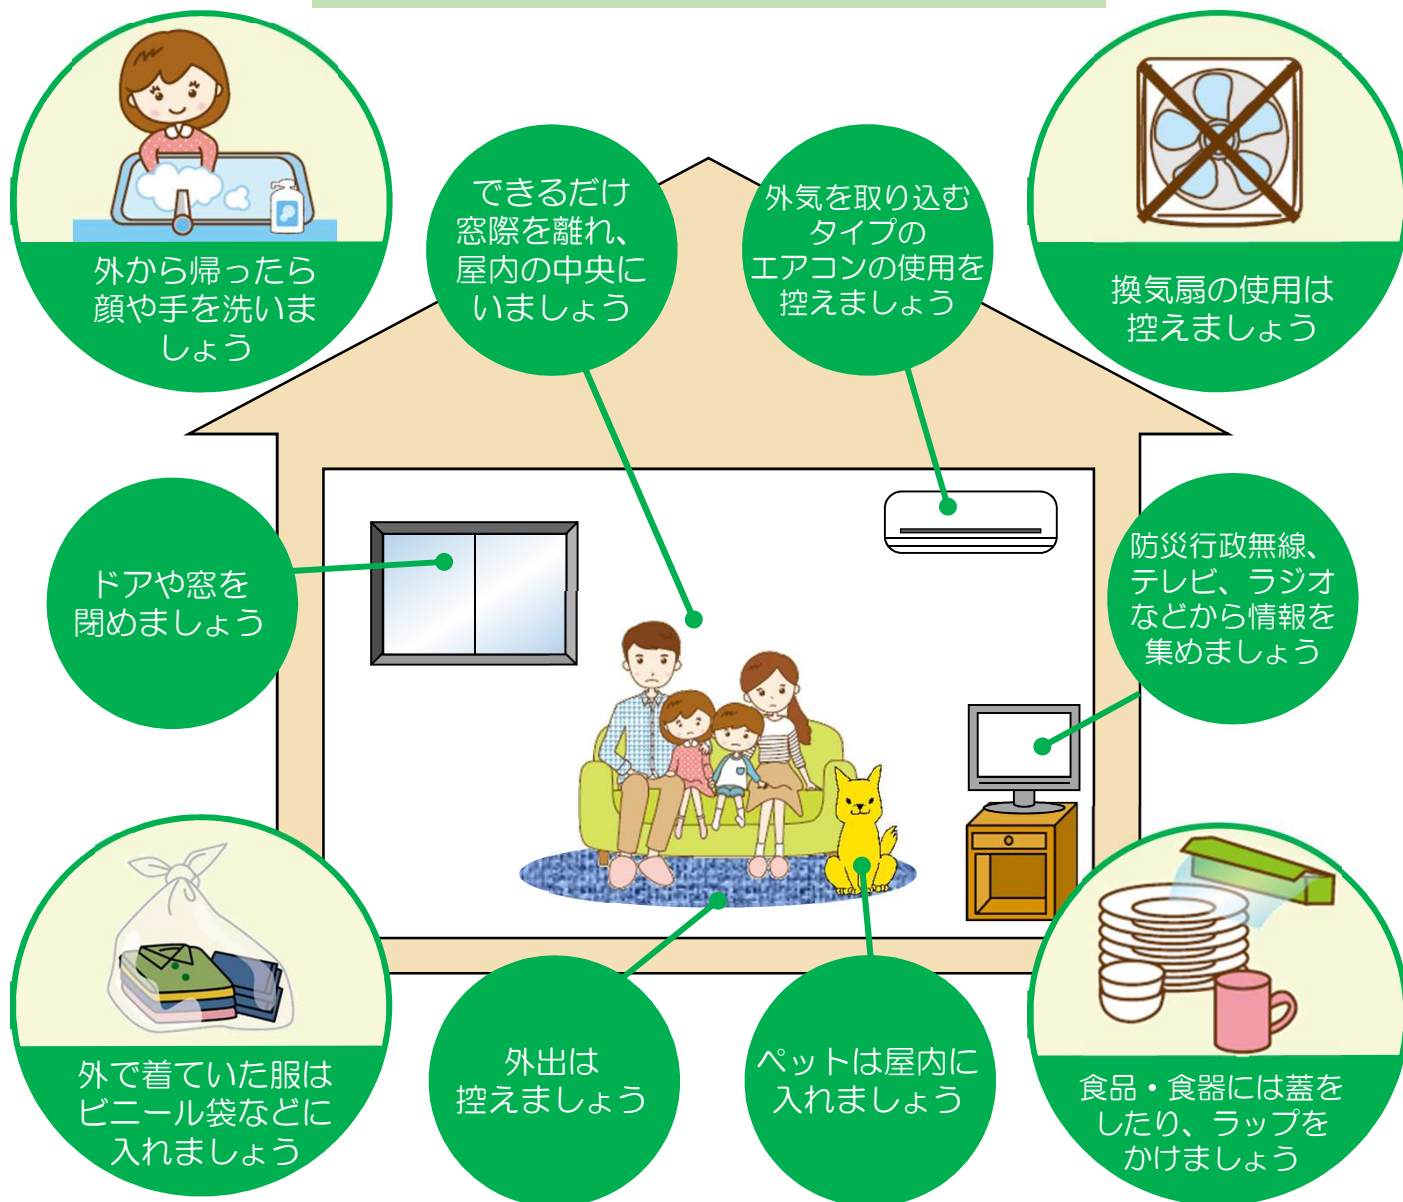 外から帰ったら
顔や手を洗いま
しょう
できるだけ
窓際を離れ、
屋内の中央に
いましょう
外気を取り込む
タイプの
エアコンの使用を
控えましょう
換気扇の使用は
控えましょう
ドアや窓を
閉めましょう
防災行政無線、
テレビ、ラジオ
などから情報を
集めましょう
外で着ていた服は
ビニール袋などに
入れましょう
外出は
控えましょう
ペットは屋内に
入れましょう
食品・食器には蓋を
したり、ラップを
かけましょう